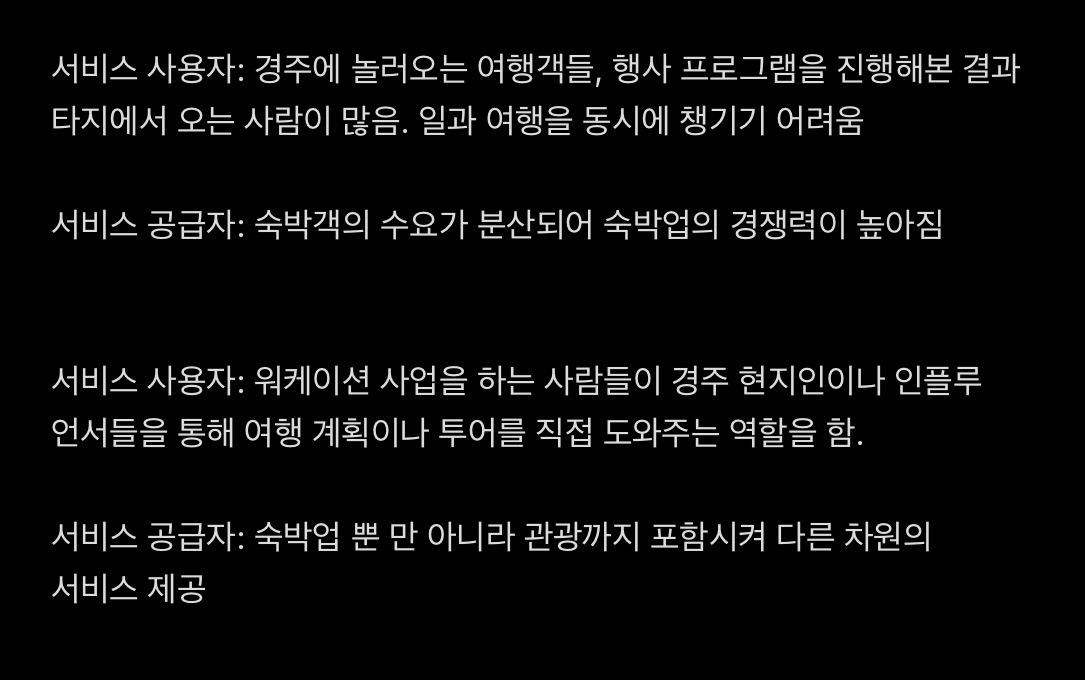 서비스 사용자: 경주에 놀러오는 여행객들, 행사 프로그램을 진행해본 결과
타지에서 오는 사람이 많음. 일과 여행을 동시에 챙기기 어려움
서비스 공급자: 숙박객의 수요가 분산되어 숙박업의 경쟁력이 높아짐
서비스 사용자: 워케이션 사업을 하는 사람들이 경주 현지인이나 인플루
언서들을 통해 여행 계획이나 투어를 직접 도와주는 역할을 함.
서비스 공급자: 숙박업 뿐 만 아니라 관광까지 포함시켜 다른 차원의
서비스 제공